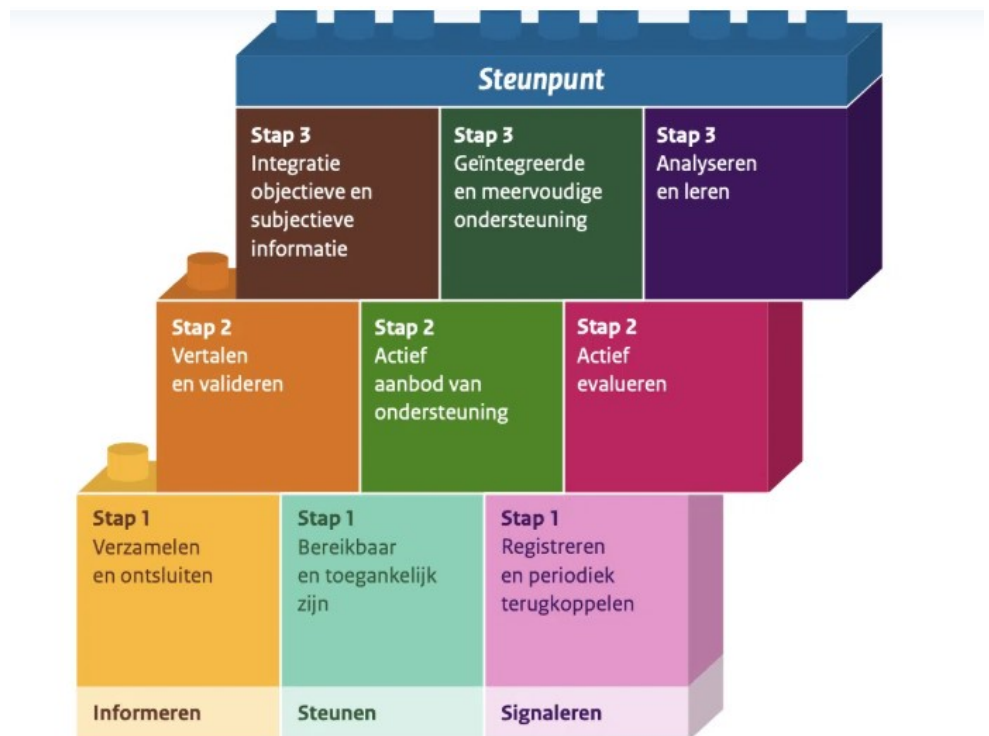 Steunpunt
Stap 3
Integratie
objectieve en
subjectieve
informatie
Stap 3
Geïntegreerde
en meervoudige
ondersteuning
Stap 3
Analyseren
en leren
Stap 2
Vertalen
en valideren
Stap 2
Actief
aanbod van
ondersteuning
Stap 2
Actief
evalueren
Stap 1
Verzamelen
en ontsluiten
Stap 1
Bereikbaar
en toegankelijk
zijn
Stap 1
Registreren
en periodiek
terugkoppelen
Informeren
Steunen
Signaleren